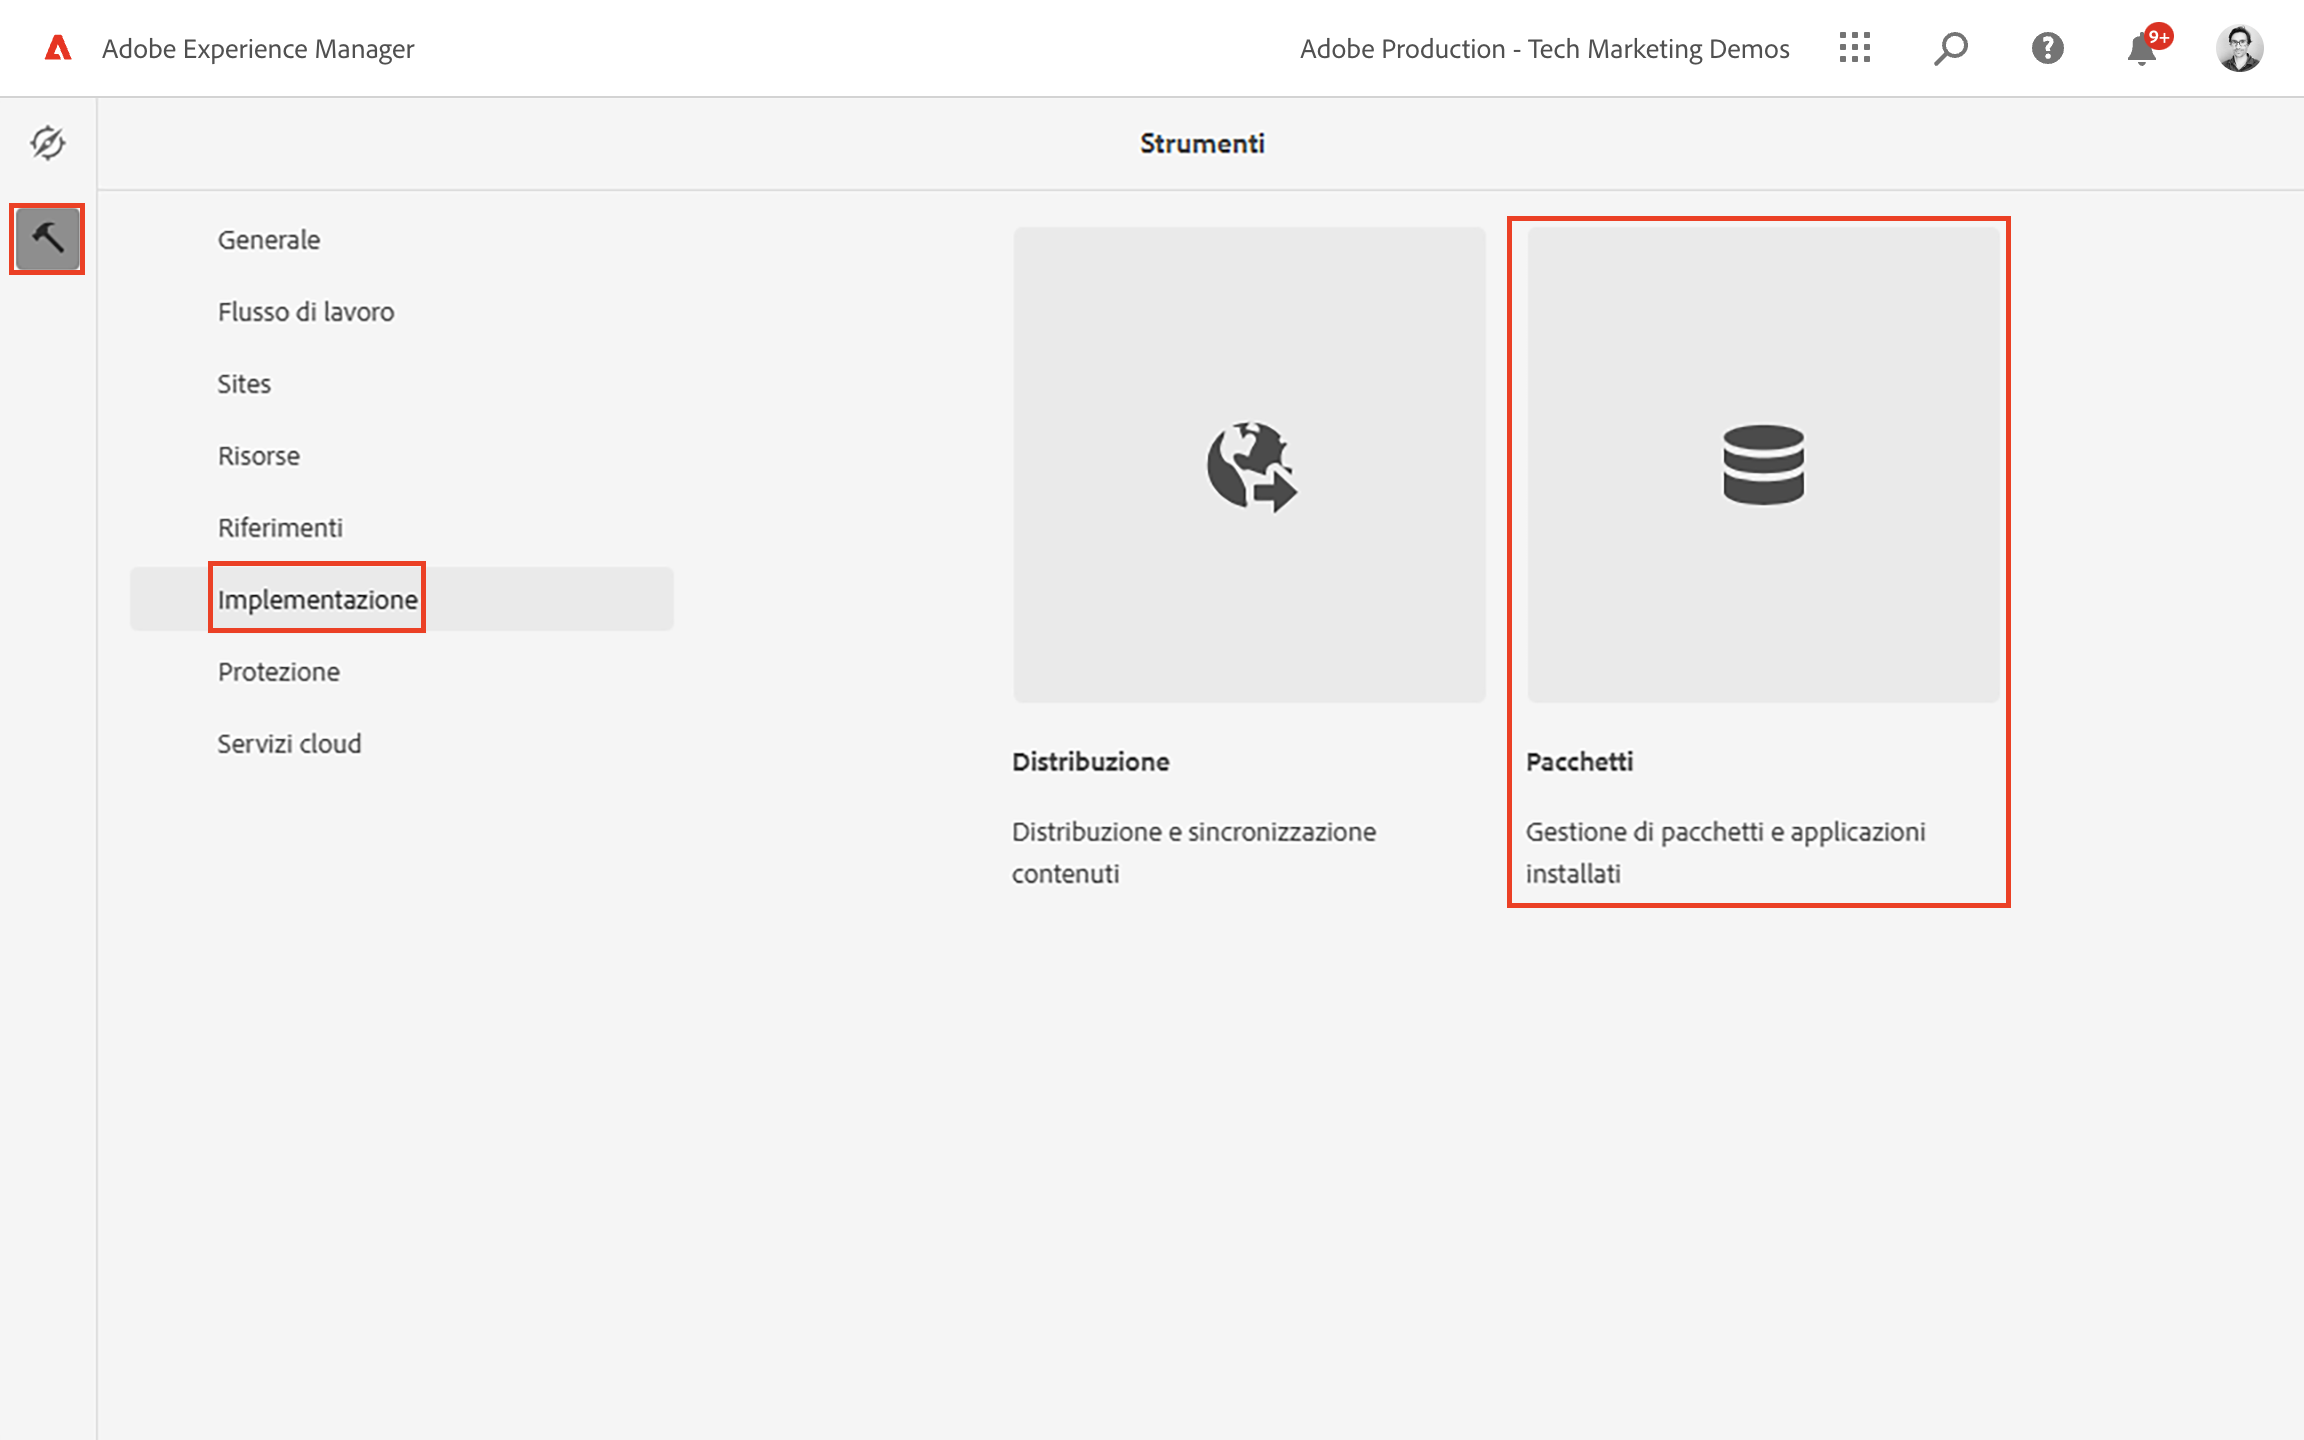 Adobe Experience Manager
Adobe Production - Tech Marketing Demos
9+
Strumenti
Generale
Flusso di lavoro
Sites
Risorse
Riferimenti
Implementazione
Protezione
Servizi cloud
Distribuzione
Distribuzione e sincronizzazione
contenuti
Pacchetti
Gestione di pacchetti e applicazioni
installati